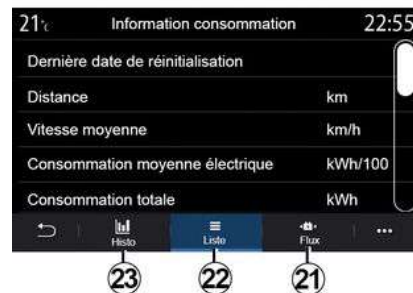 21°c Information consommation 22:55
Dernière date de réinitialisation
Distance km
Vitesse moyenne km/h
Consommation moyenne électrique kWh/100
Consommation totale kWh
Histo Liste Flux
23 22 21